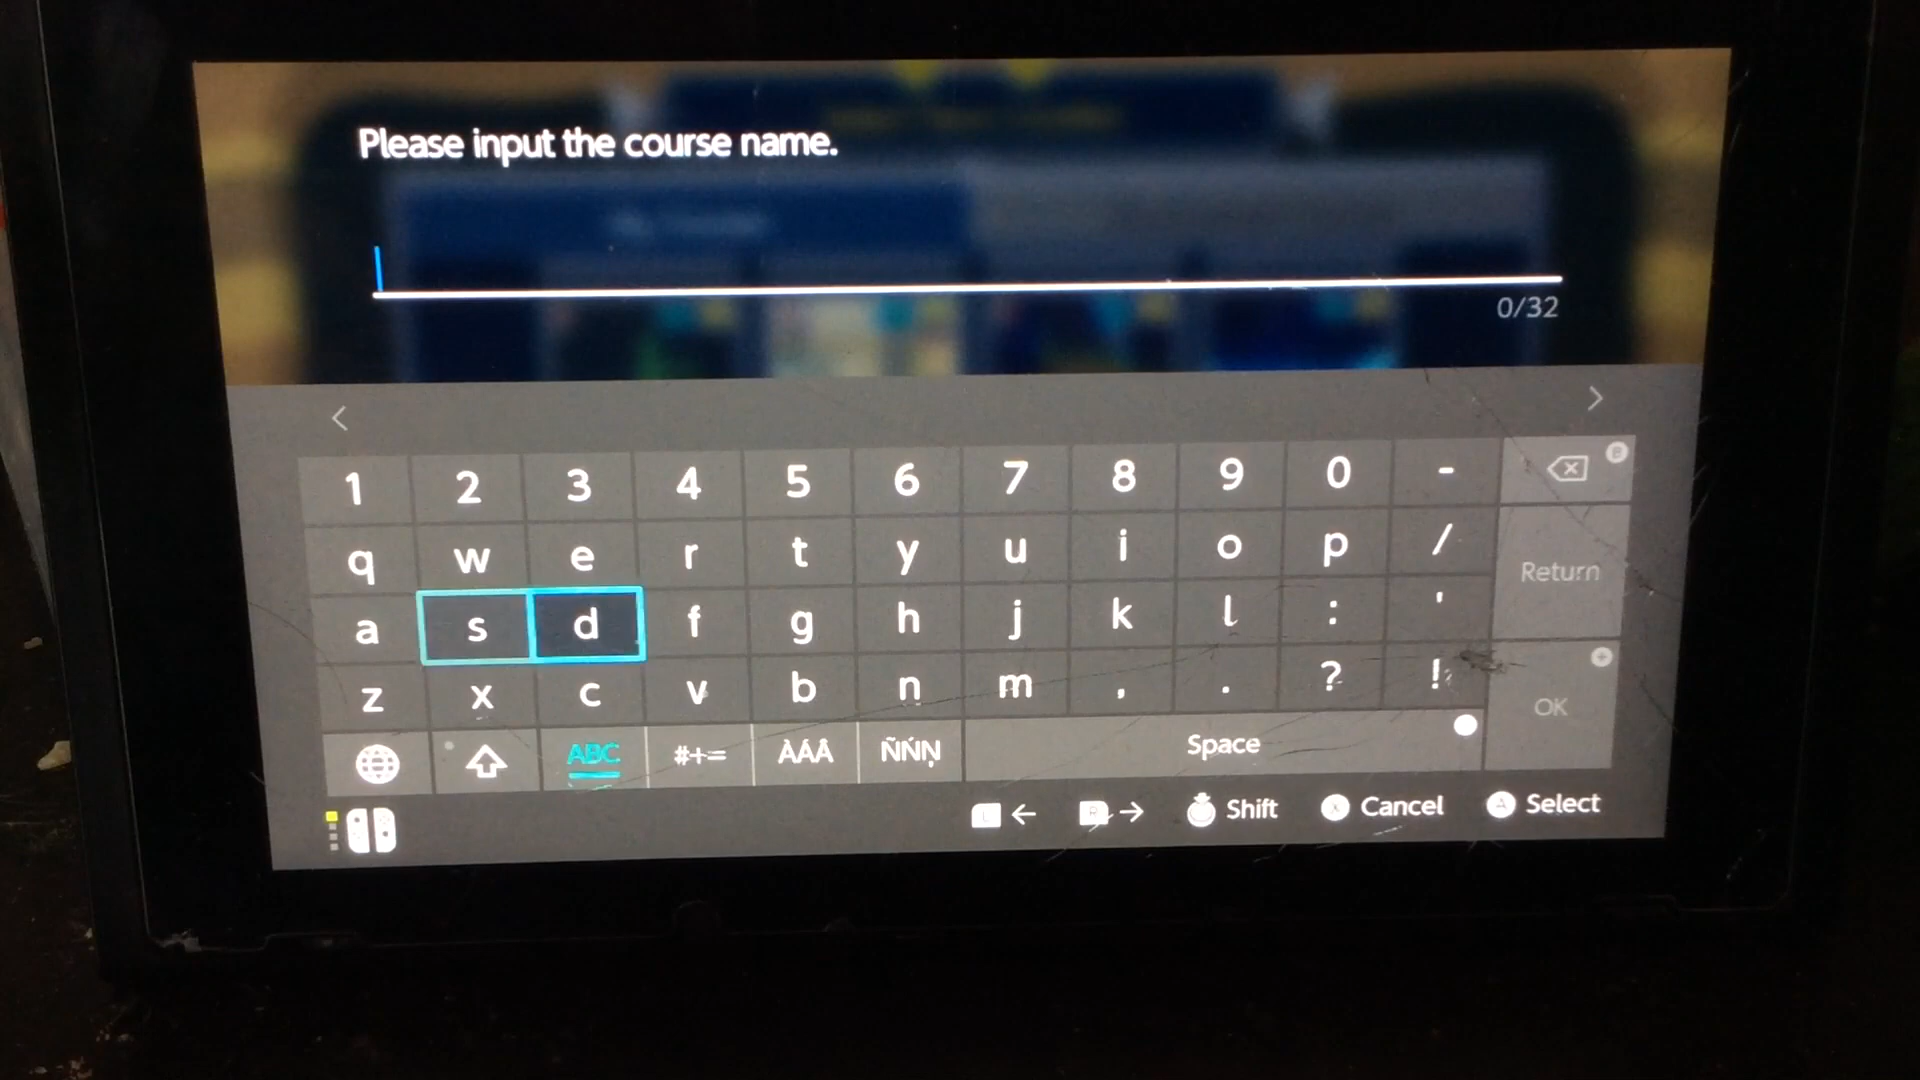 Please input the course name.
0/32
1 2 3 4 5 6 7 8 9 0 -
q w e r t y u i o p /
Return
a s d f g h j k l : '
z x c v b n m , . ? !
OK
ABC #+= ÀÁÂ ÑŃṆ Space
L ← R → Shift X Cancel A Select